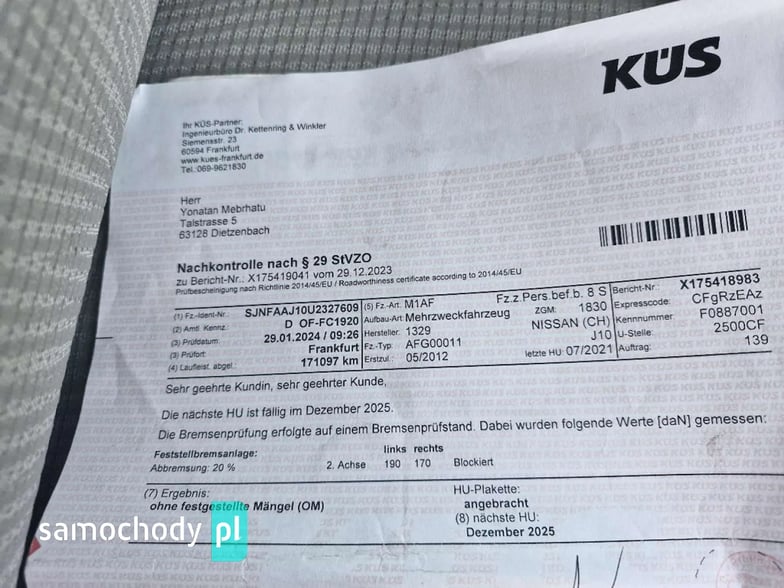 KÜS
Ihr KÜS-Partner:
Ingenieurbüro Dr. Kettenring & Winkler
Siemensstr. 23
60594 Frankfurt
www.kues-frankfurt.de
Tel.:069-9621830
Herr
Yonatan Mebrhatu
Talstrasse 5
63128 Dietzenbach
Nachkontrolle nach § 29 StVZO
zu Bericht-Nr.: X175419041 vom 29.12.2023
Prüfbescheinigung nach Richtlinie 2014/45/EU / Roadworthiness certificate according to 2014/45/EU
(1) Fz.-Ident-Nr.: SJNFAAJ10U2327609 (5) Fz.-Art: M1AF Fz.z.Pers.bef.b. 8 S Bericht-Nr.: X175418983
(2) Amtl. Kennz. D OF-FC1920 Aufbau-Art: Mehrzweckfahrzeug ZGM: 1830 Expresscode: CFgRzEAz
(3) Prüfdatum: 29.01.2024 / 09:26 Hersteller: 1329 NISSAN (CH) Kennnummer: F0887001
(3) Prüfort: Frankfurt Fz.-Typ: AFG00011 J10 U-Stelle: 2500CF
(4) Laufleist. abgel.: 171097 km Erstzul.: 05/2012 letzte HU: 07/2021 Auftrag: 139
Sehr geehrte Kundin, sehr geehrter Kunde,
Die nächste HU ist fällig im Dezember 2025.
Die Bremsenprüfung erfolgte auf einem Bremsenprüfstand. Dabei wurden folgende Werte [daN] gemessen:
Feststellbremsanlage: links rechts
Abbremsung: 20 % 2. Achse 190 170 Blockiert
(7) Ergebnis: HU-Plakette:
ohne festgestellte Mängel (OM) angebracht
(8) nächste HU:
Dezember 2025
samochody pl